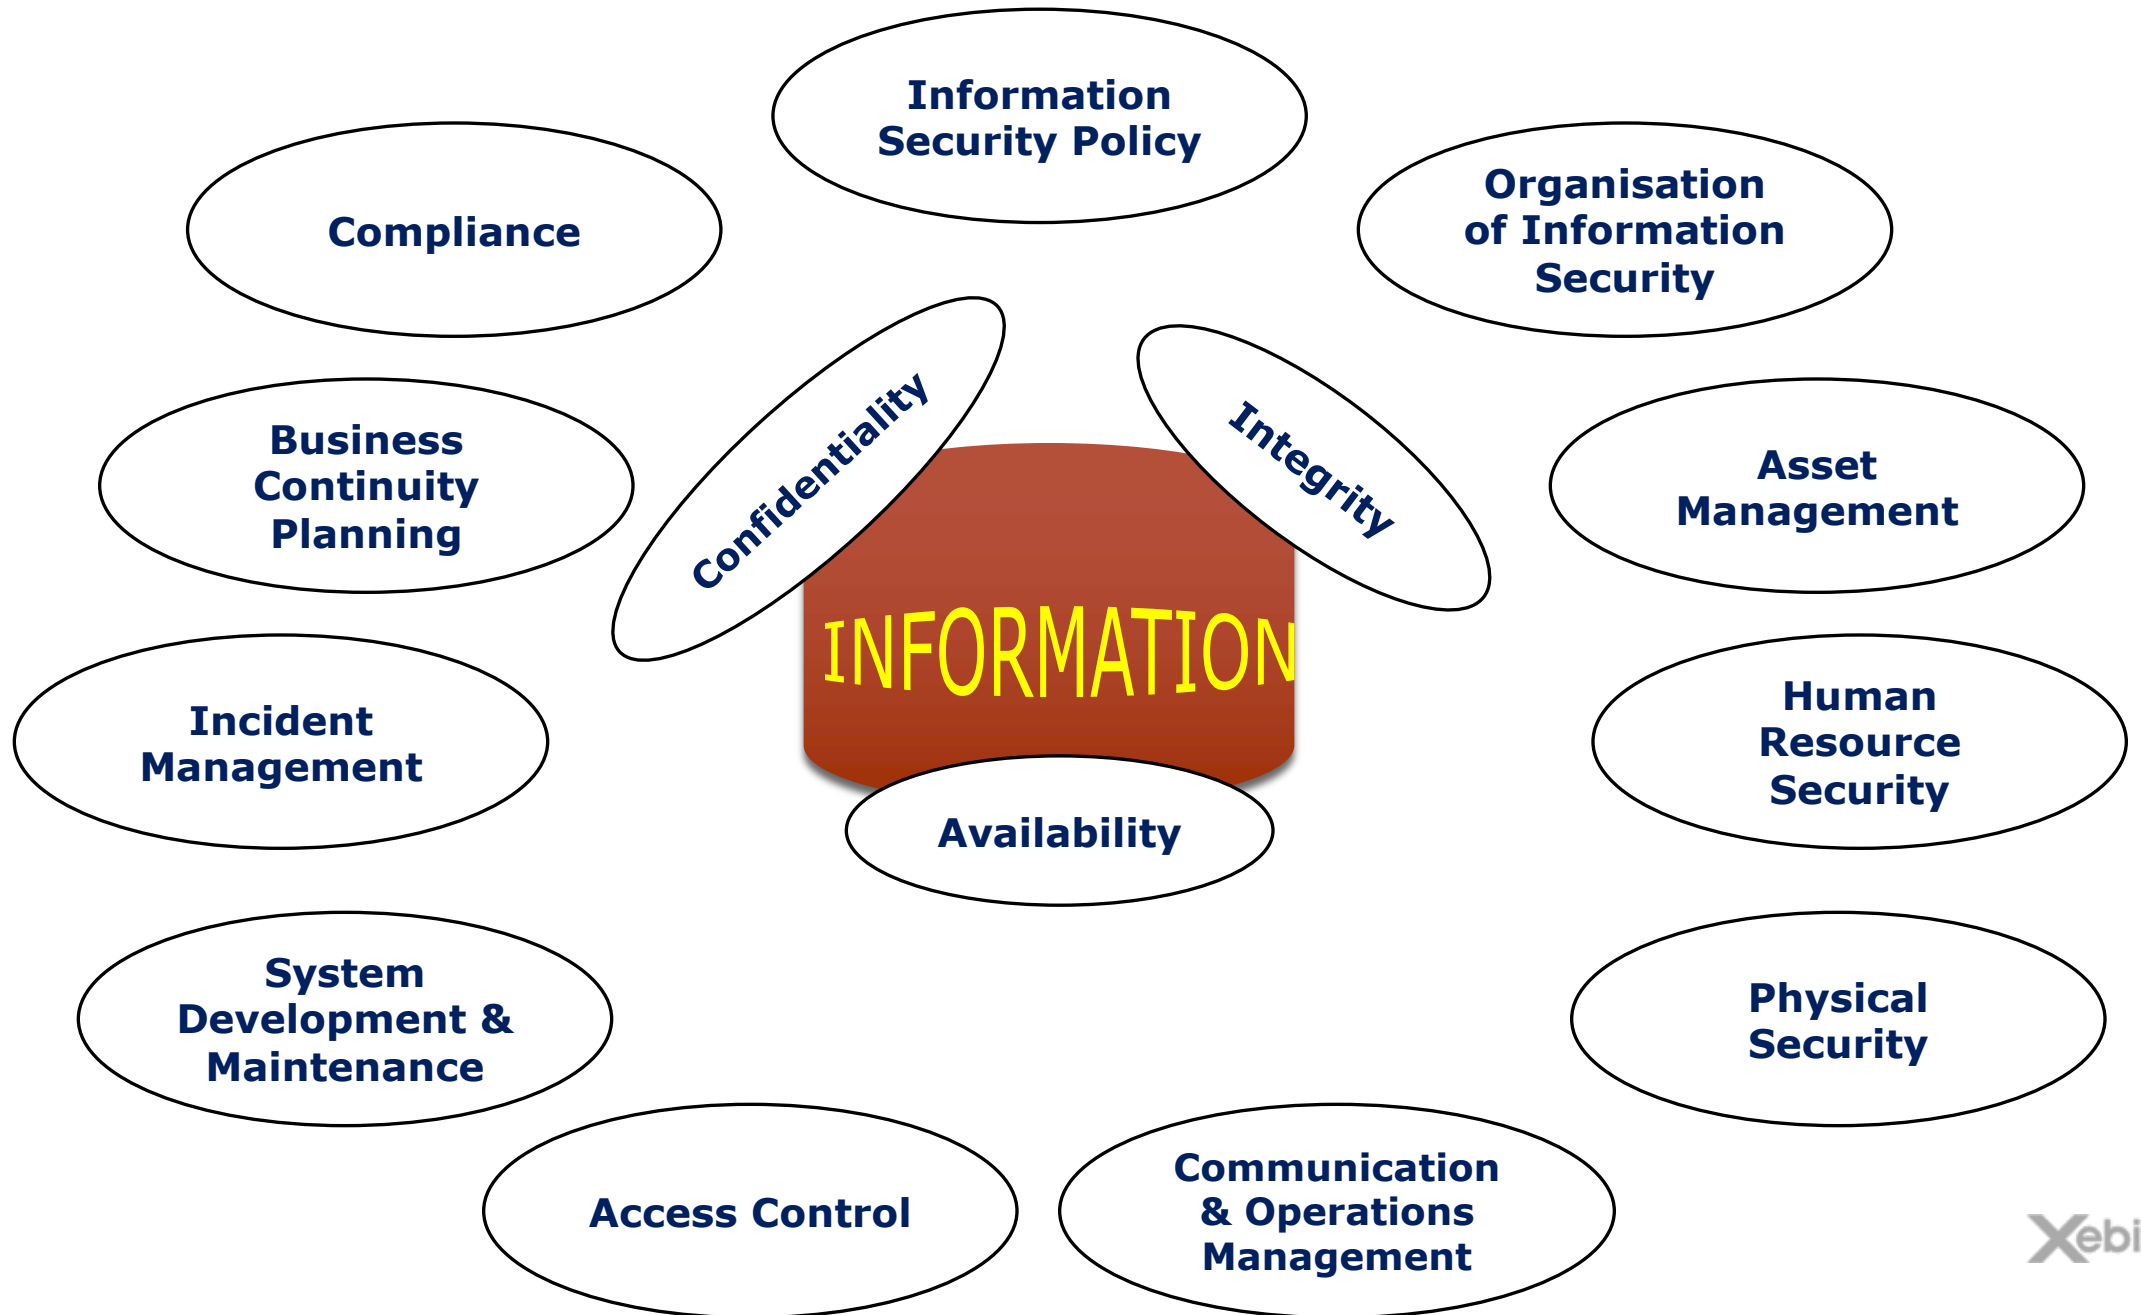 Information
Security Policy
Compliance
Organisation
of Information
Security
Confidentiality
Integrity
Business
Continuity
Planning
Asset
Management
INFORMATION
Incident
Management
Human
Resource
Security
Availability
System
Development &
Maintenance
Physical
Security
Access Control
Communication
& Operations
Management
Xebi